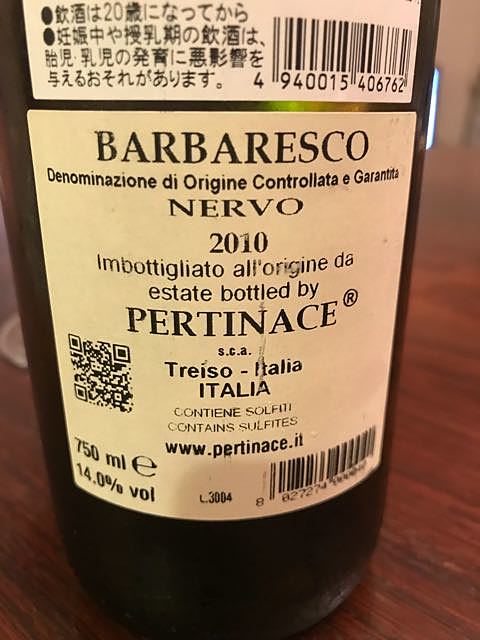 ●飲酒は20歳になってから
●妊娠中や授乳期の飲酒は、
胎児・乳児の発育に悪影響を
与えるおそれがあります。
4 940015 406762
BARBARESCO
Denominazione di Origine Controllata e Garantita
NERVO
2010
Imbottigliato all'origine da
estate bottled by
PERTINACE®
s.c.a.
Treiso - Italia
ITALIA
CONTIENE SOLFITI
CONTAINS SULFITES
www.pertinace.it
750 ml e
14,0% vol
L.3004
8 027274